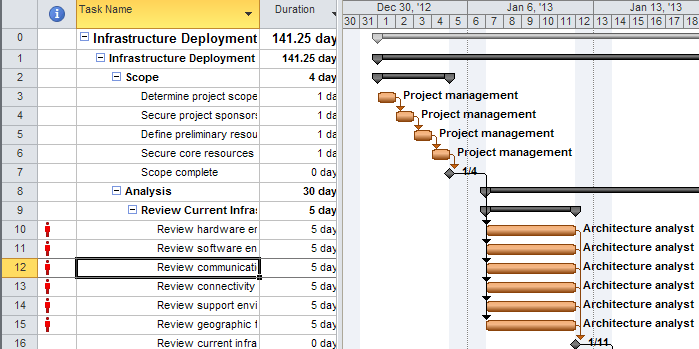 Task Name Duration Dec 30, '12 Jan 6, '13 Jan 13, '13
30 31 1 2 3 4 5 6 7 8 9 10 11 12 13 14 15 16 17 18
0 Infrastructure Deployment 141.25 day
1 Infrastructure Deployment 141.25 day
2 Scope 4 day
3 Determine project scope 1 da Project management
4 Secure project sponsor 1 da Project management
5 Define preliminary resou 1 da Project management
6 Secure core resources 1 da Project management
7 Scope complete 0 day 1/4
8 Analysis 30 day
9 Review Current Infra 5 day
10 Review hardware e 5 day Architecture analyst
11 Review software en 5 day Architecture analyst
12 Review communicati 5 day Architecture analyst
13 Review connectivity 5 day Architecture analyst
14 Review support envi 5 day Architecture analyst
15 Review geographic 5 day Architecture analyst
16 Review current infra 0 day 1/11